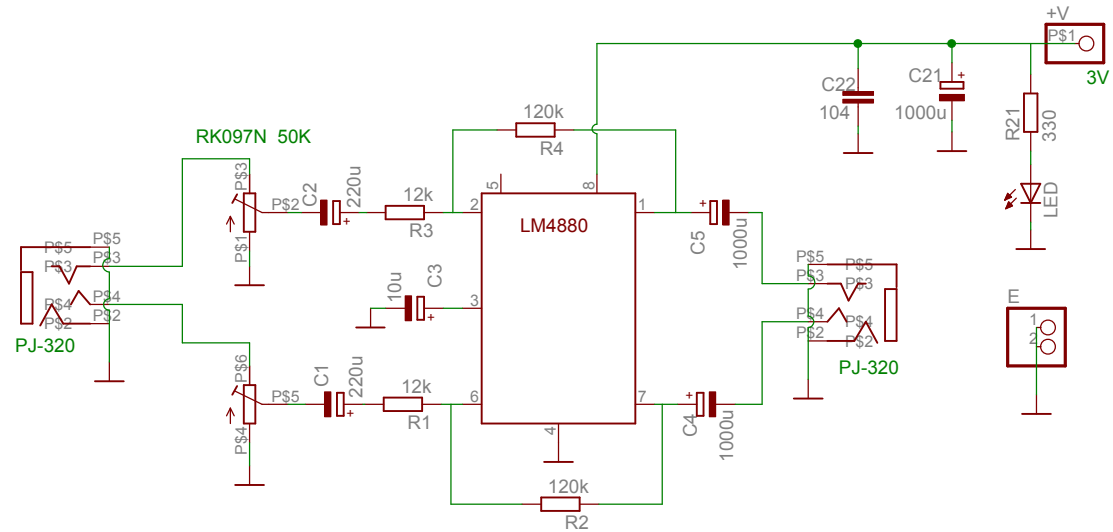 +V
P$1
3V
C22
104
C21
+
1000u
R21
330
LED
120k
R4
RK097N 50K
P$3
P$2
P$1
C2
220u
+
12k
R3
5
8
2
1
LM4880
+
C5
1000u
P$5
P$5
P$3
P$3
P$4
P$4
P$2
P$2
PJ-320
10u
C3
+
3
P$5
P$5
P$3
P$3
P$4
P$4
P$2
P$2
PJ-320
E
1
2
P$6
P$5
P$4
C1
220u
+
12k
R1
6
7
4
+
C4
1000u
120k
R2